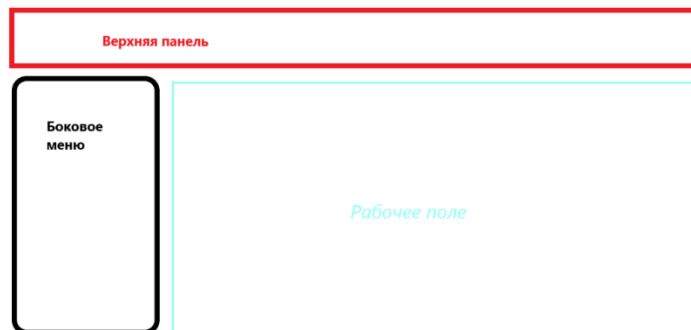 Верхняя панель
Боковое
меню
Рабочее поле